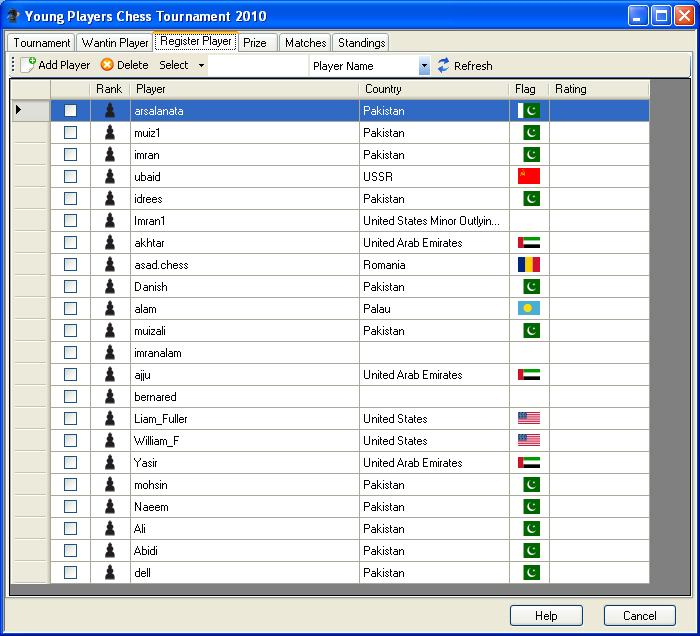 Young Players Chess Tournament 2010
Tournament Wantin Player Register Player Prize Matches Standings
Add Player Delete Select Player Name Refresh
Rank Player Country Flag Rating
arsalanata Pakistan
muiz1 Pakistan
imran Pakistan
ubaid USSR
idrees Pakistan
Imran1 United States Minor Outlyin...
akhtar United Arab Emirates
asad.chess Romania
Danish Pakistan
alam Palau
muizali Pakistan
imranalam
ajju United Arab Emirates
bernared
Liam_Fuller United States
William_F United States
Yasir United Arab Emirates
mohsin Pakistan
Naeem Pakistan
Ali Pakistan
Abidi Pakistan
dell Pakistan
Help Cancel